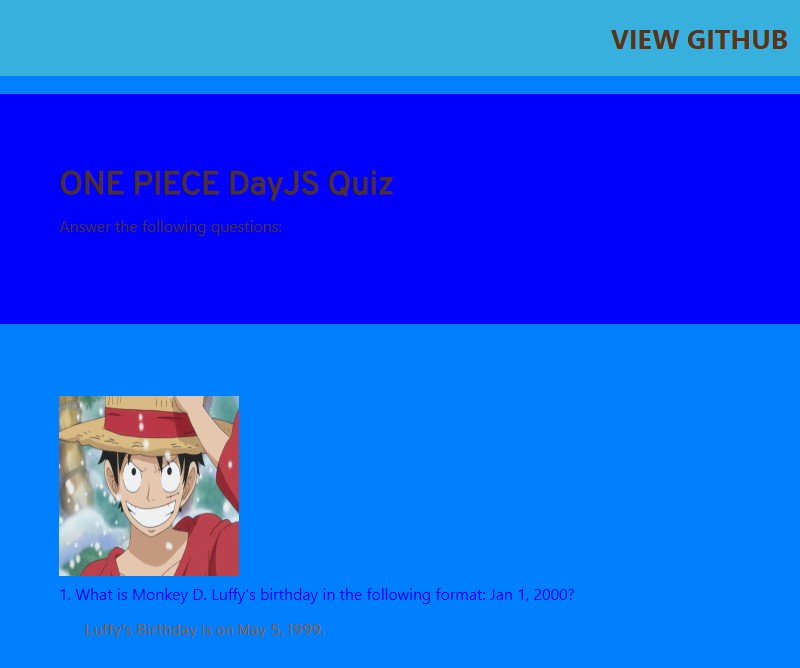 VIEW GITHUB
ONE PIECE DayJS Quiz
Answer the following questions:
1. What is Monkey D. Luffy's birthday in the following format: Jan 1, 2000?
Luffy's Birthday is on May 5, 1999.